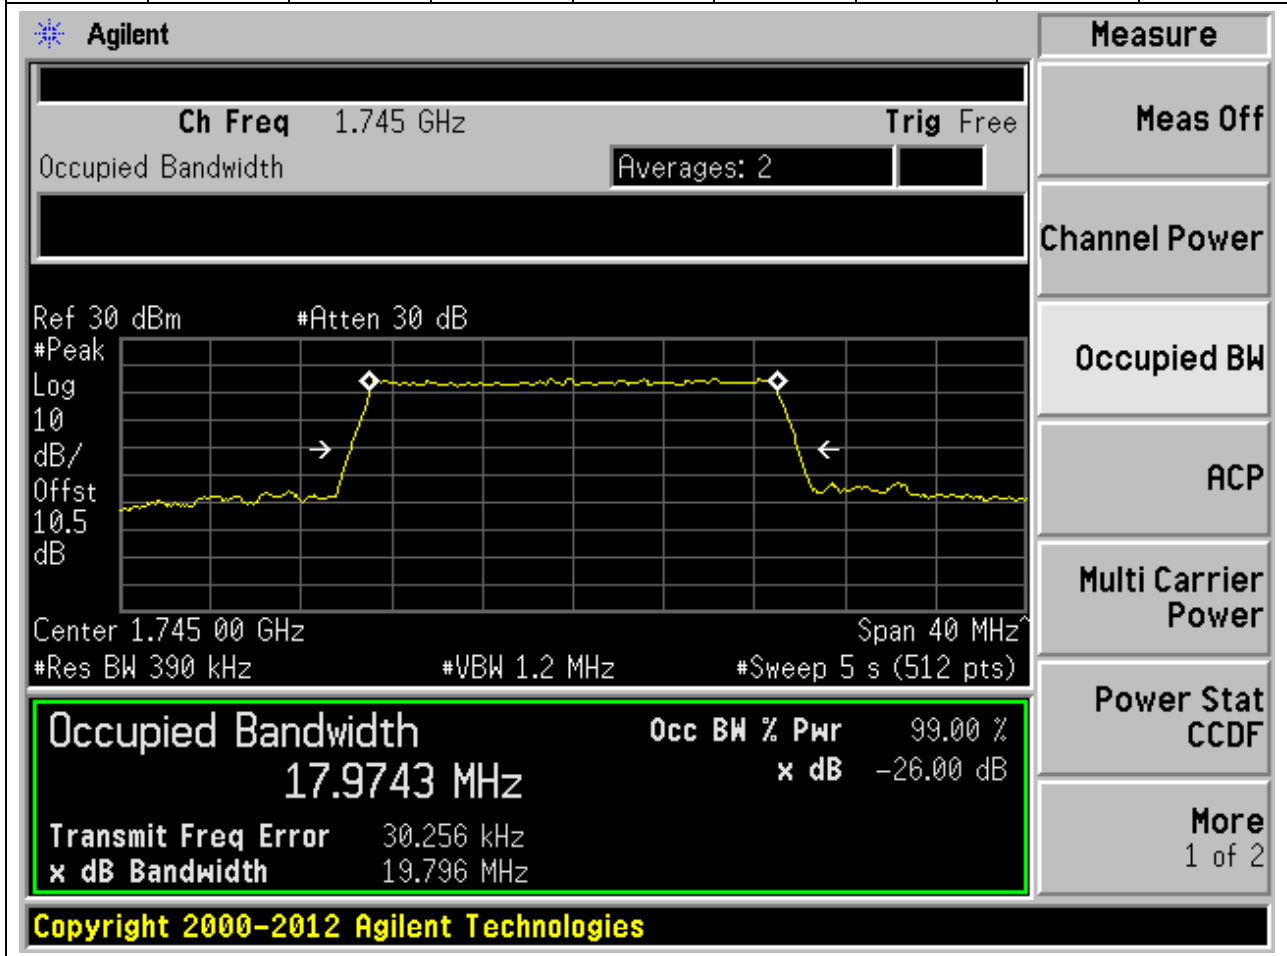 Agilent
Measure
Ch Freq 1.745 GHz Trig Free
Occupied Bandwidth Averages: 2
Meas Off
Channel Power
Occupied BW
ACP
Multi Carrier
Power
Power Stat
CCDF
More
1 of 2
Ref 30 dBm #Atten 30 dB
#Peak
Log
10
dB/
Offst
10.5
dB
Center 1.745 00 GHz Span 40 MHz^
#Res BW 390 kHz #VBW 1.2 MHz #Sweep 5 s (512 pts)
Occupied Bandwidth Occ BW % Pwr 99.00 %
17.9743 MHz x dB -26.00 dB
Transmit Freq Error 30.256 kHz
x dB Bandwidth 19.796 MHz
Copyright 2000-2012 Agilent Technologies